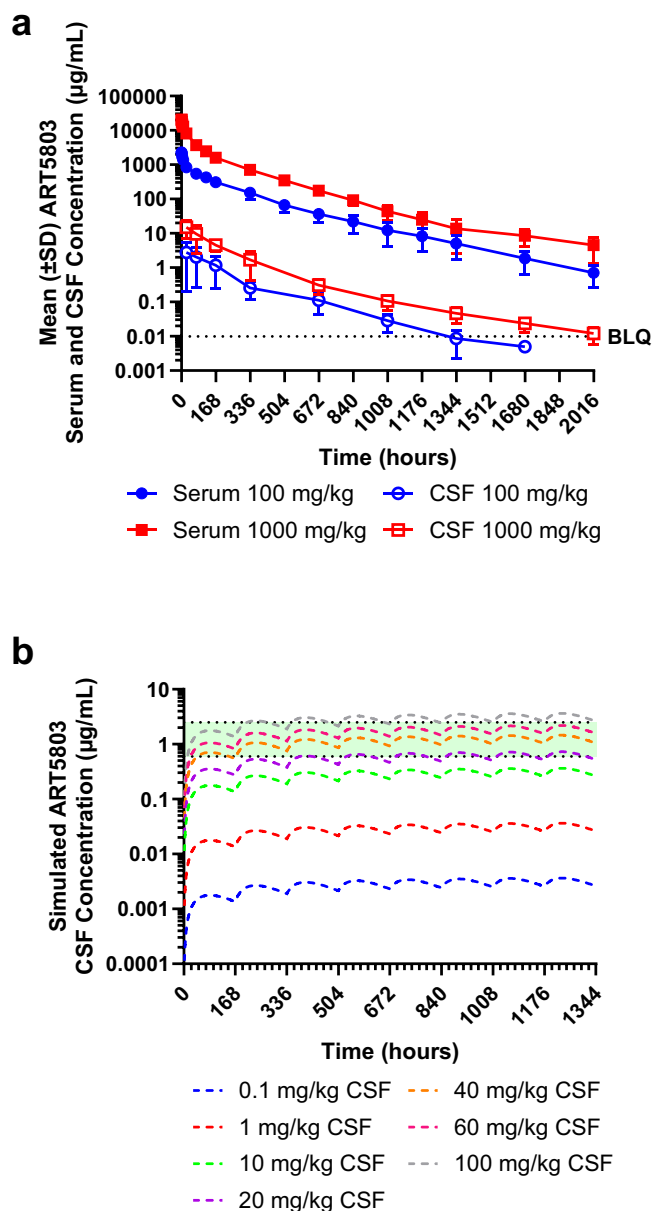 a
Mean (±SD) ART5803
Serum and CSF Concentration (µg/mL)
100000
10000
1000
100
10
1
0.1
0.01
0.001
BLQ
0
168
336
504
672
840
1008
1176
1344
1512
1680
1848
2016
Time (hours)
Serum 100 mg/kg
CSF 100 mg/kg
Serum 1000 mg/kg
CSF 1000 mg/kg
b
Simulated ART5803
CSF Concentration (µg/mL)
10
1
0.1
0.01
0.001
0.0001
0
168
336
504
672
840
1008
1176
1344
Time (hours)
0.1 mg/kg CSF
40 mg/kg CSF
1 mg/kg CSF
60 mg/kg CSF
10 mg/kg CSF
100 mg/kg CSF
20 mg/kg CSF